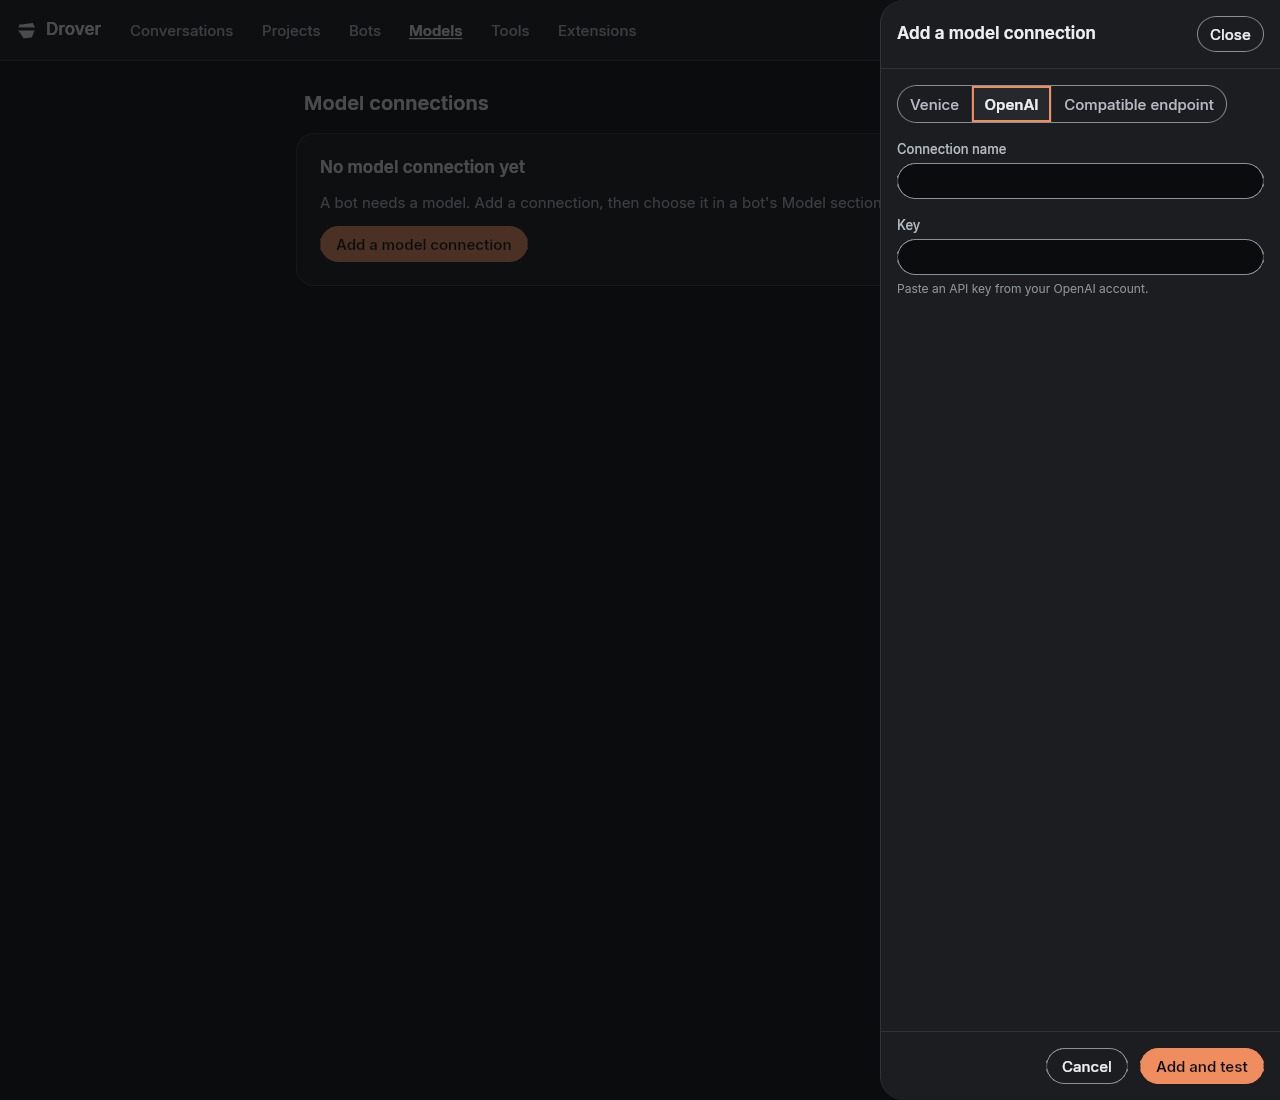 Drover
Conversations
Projects
Bots
Models
Tools
Extensions
Model connections
No model connection yet
A bot needs a model. Add a connection, then choose it in a bot's Model section
Add a model connection
Add a model connection
Close
Venice
OpenAI
Compatible endpoint
Connection name
Key
Paste an API key from your OpenAI account.
Cancel
Add and test